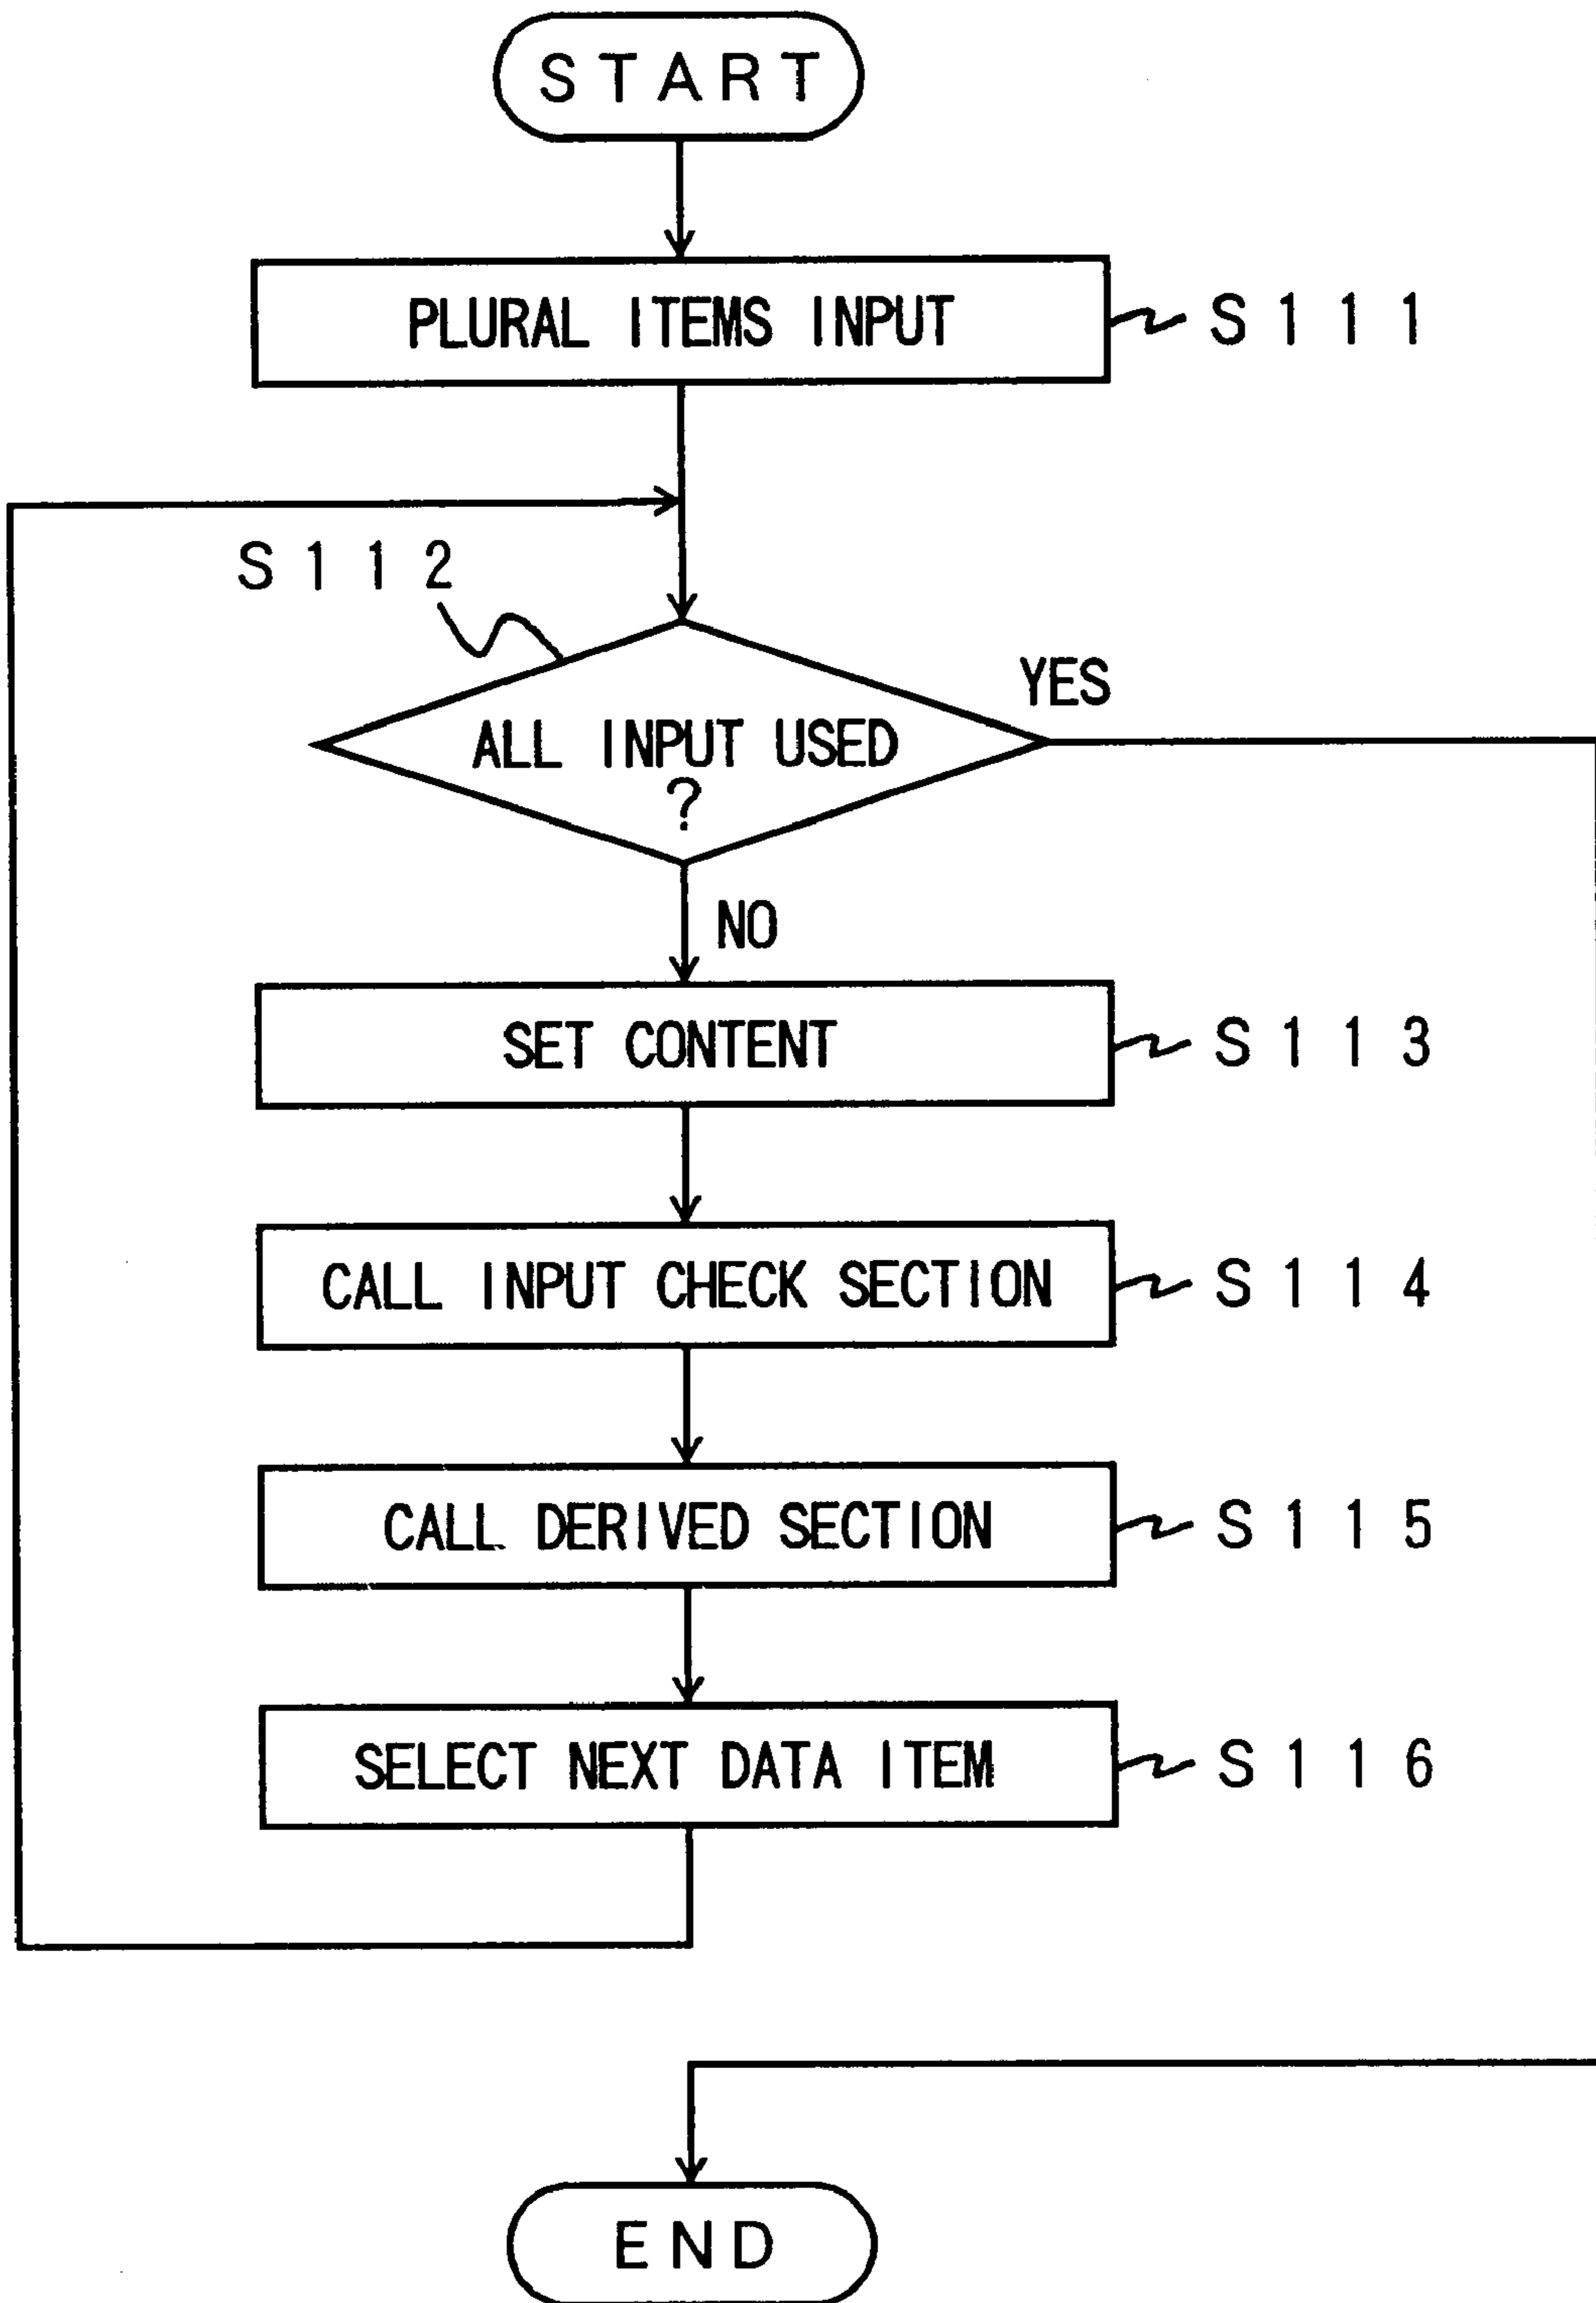 START
PLURAL ITEMS INPUT
S111
S112
YES
ALL INPUT USED
?
NO
SET CONTENT
S113
CALL INPUT CHECK SECTION
S114
CALL DERIVED SECTION
S115
SELECT NEXT DATA ITEM
S116
END